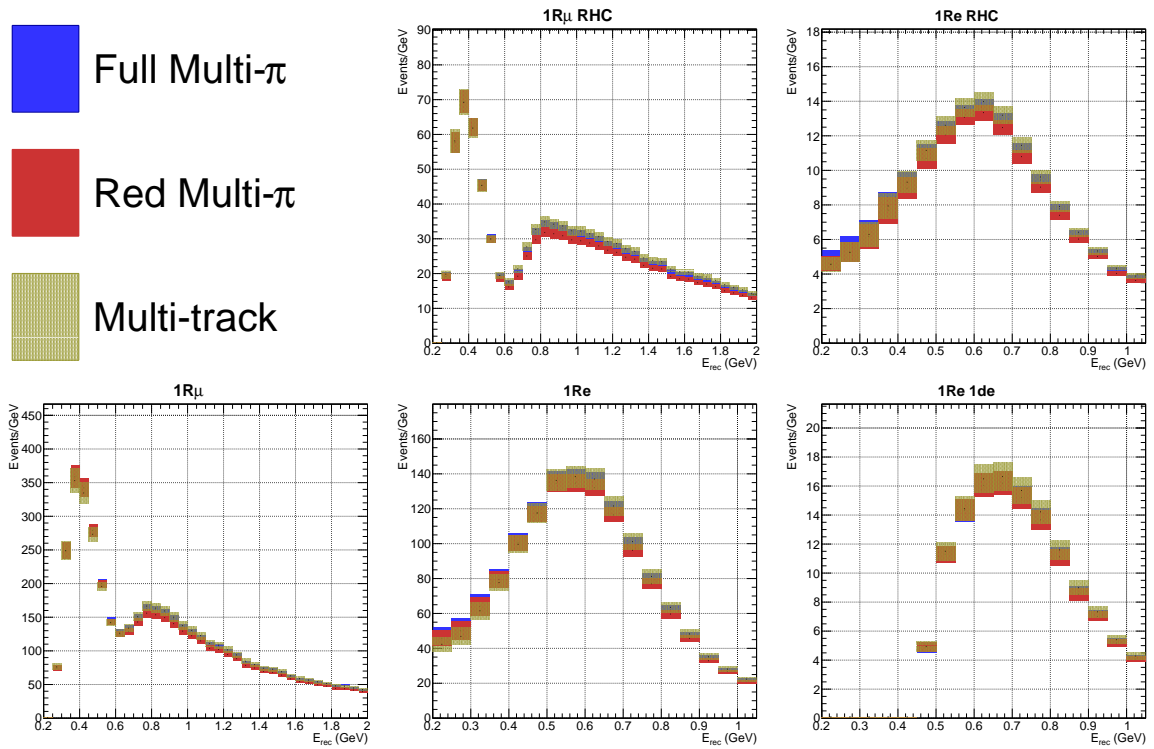 Full Multi-π
Red Multi-π
Multi-track
1Rμ RHC
Events/GeV
90
80
70
60
50
40
30
20
10
0
0.2 0.4 0.6 0.8 1 1.2 1.4 1.6 1.8 2
E_rec (GeV)
1Re RHC
Events/GeV
18
16
14
12
10
8
6
4
2
0
0.2 0.3 0.4 0.5 0.6 0.7 0.8 0.9 1
E_rec (GeV)
1Rμ
Events/GeV
450
400
350
300
250
200
150
100
50
0
0.2 0.4 0.6 0.8 1 1.2 1.4 1.6 1.8 2
E_rec (GeV)
1Re
Events/GeV
160
140
120
100
80
60
40
20
0
0.2 0.3 0.4 0.5 0.6 0.7 0.8 0.9 1
E_rec (GeV)
1Re 1de
Events/GeV
20
18
16
14
12
10
8
6
4
2
0
0.2 0.3 0.4 0.5 0.6 0.7 0.8 0.9 1
E_rec (GeV)